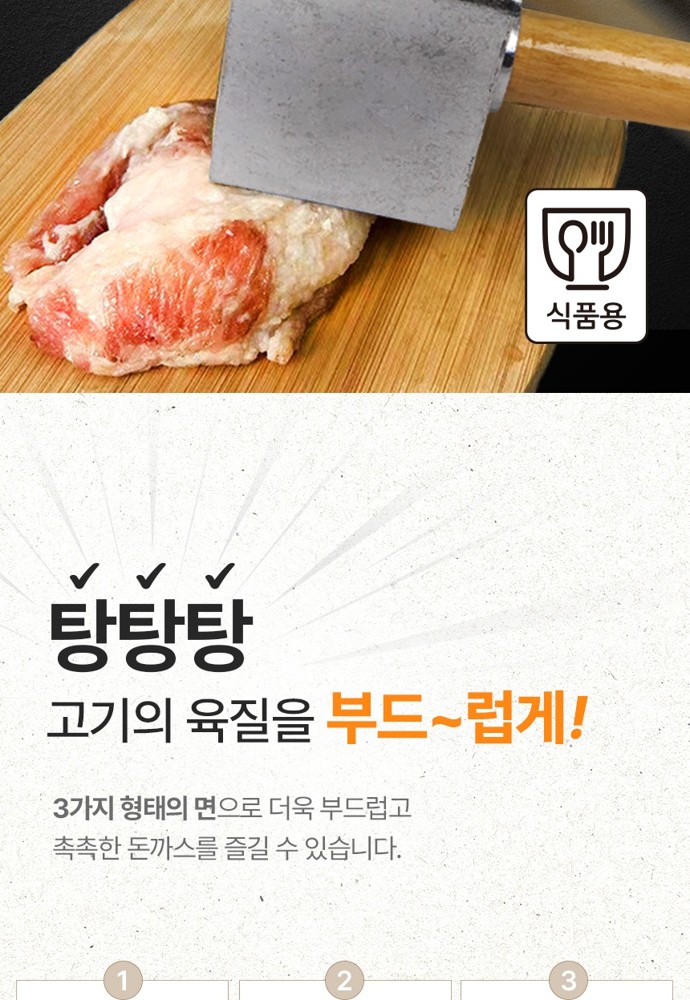 식품용
탕탕탕
고기의 육질을 부드~럽게!
3가지 형태의 면으로 더욱 부드럽고
촉촉한 돈까스를 즐길 수 있습니다.
1 2 3